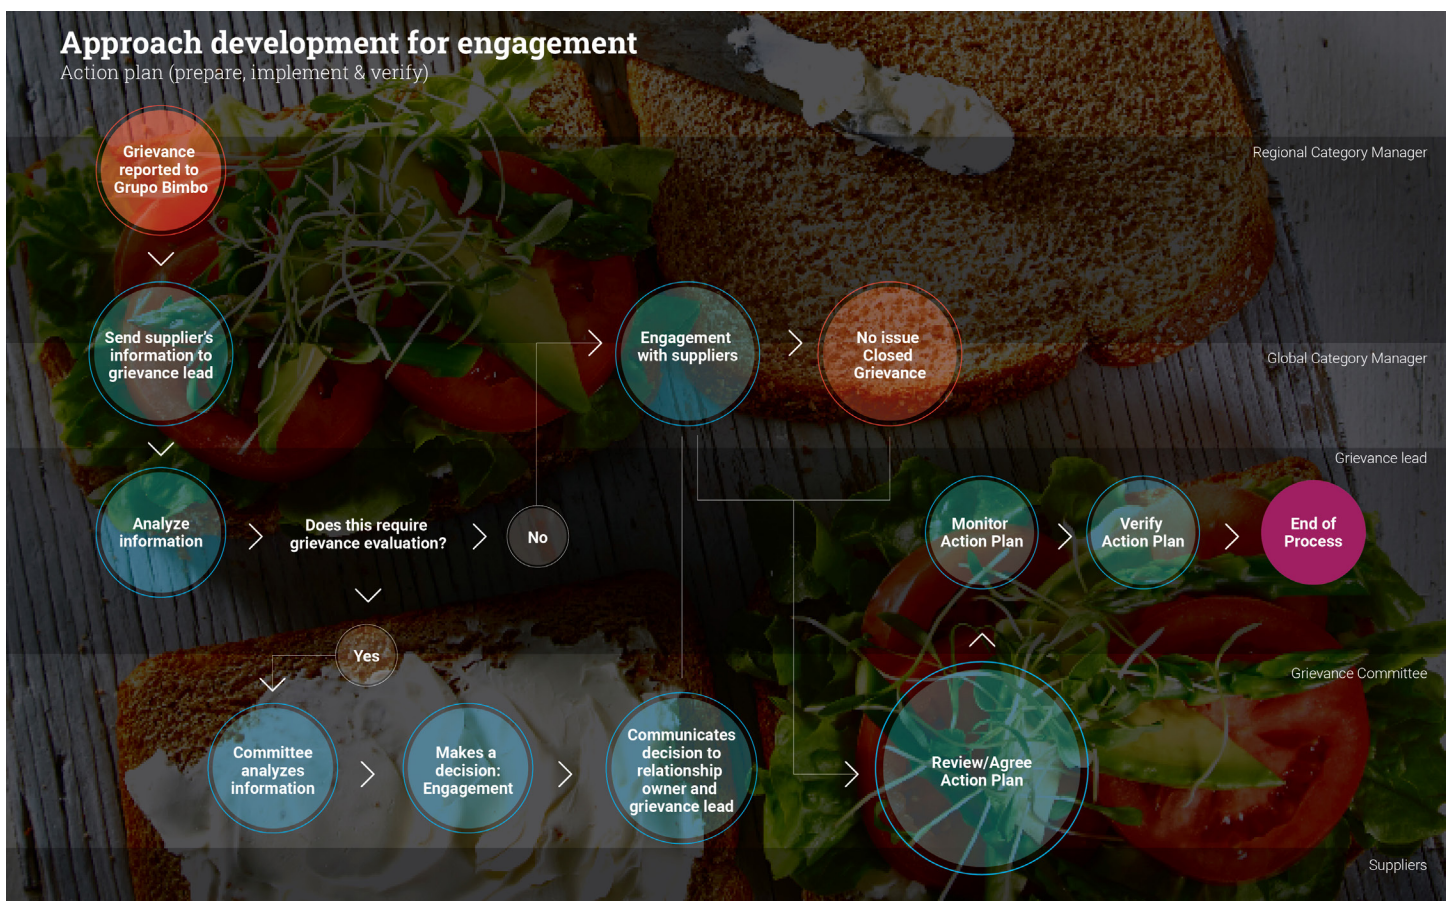 Approach development for engagement
Action plan (prepare, implement & verify)
Grievance
reported to
Grupo Bimbo
Regional Category Manager
Send supplier's
information to
grievance lead
Engagement
with suppliers
No issue
Closed
Grievance
Global Category Manager
Grievance lead
Analyze
information
Does this require
grievance evaluation?
No
Monitor
Action Plan
Verify
Action Plan
End of
Process
Yes
Grievance Committee
Committee
analyzes
information
Makes a
decision:
Engagement
Communicates
decision to
relationship
owner and
grievance lead
Review/Agree
Action Plan
Suppliers